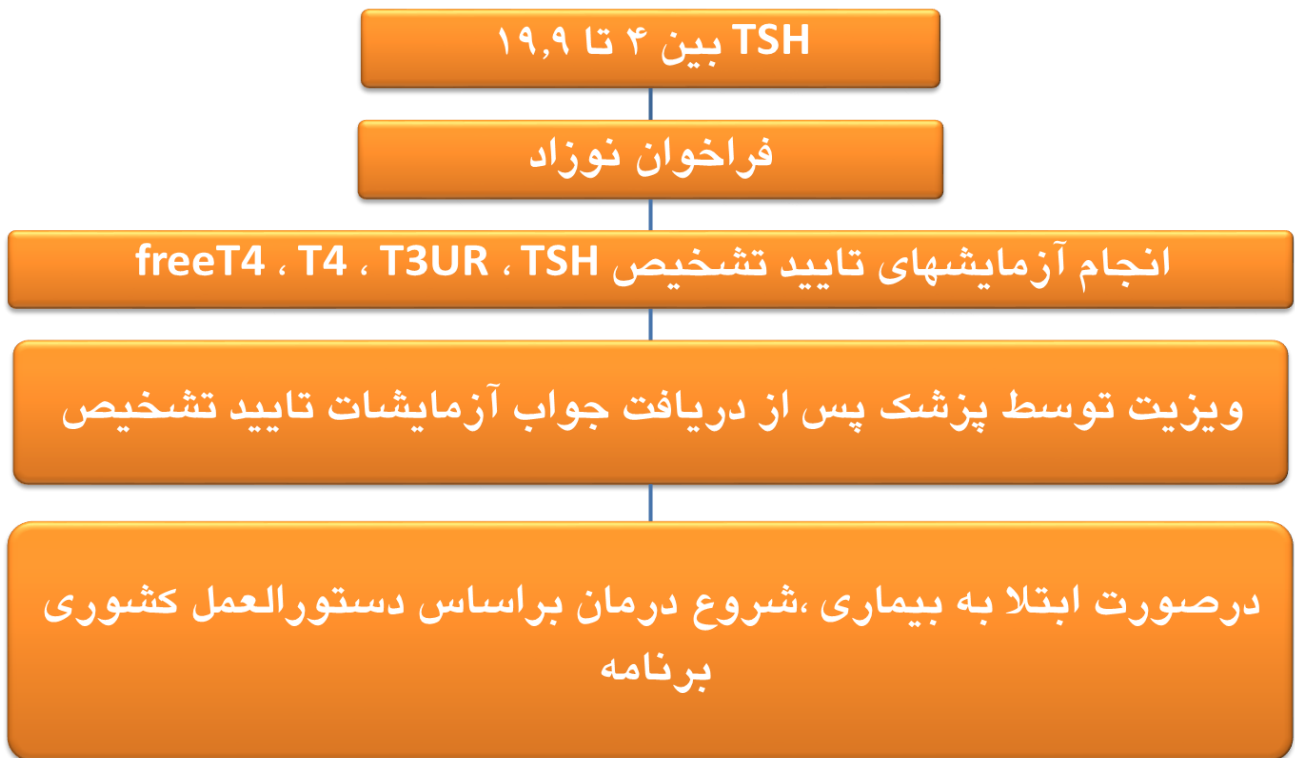 TSH بین ۴ تا ۱۹,۹
فراخوان نوزاد
انجام آزمایشهای تایید تشخیص freeT4 ، T4 ، T3UR ، TSH
ویزیت توسط پزشک پس از دریافت جواب آزمایشات تایید تشخیص
درصورت ابتلا به بیماری ،شروع درمان براساس دستورالعمل کشوری
برنامه